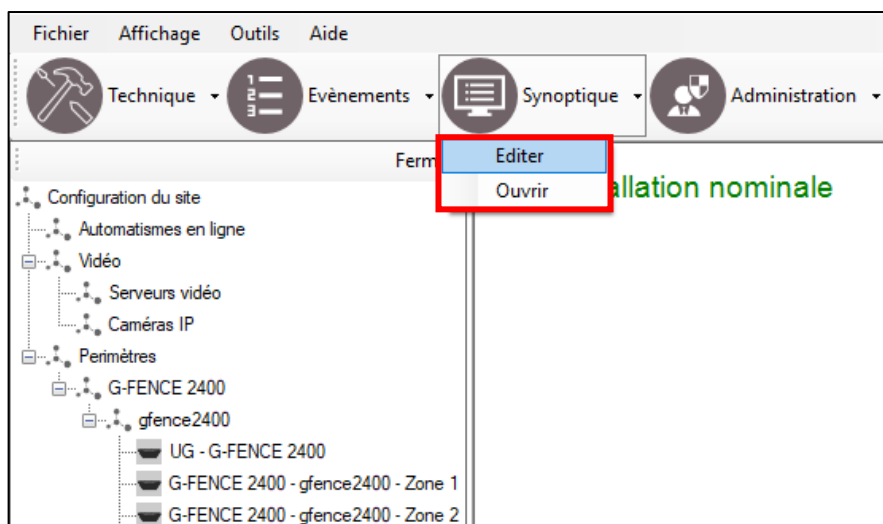 Fichier Affichage Outils Aide
Technique Evènements Synoptique Administration
Ferm
Editer
Ouvrir
allation nominale
Configuration du site
Automatismes en ligne
Vidéo
Serveurs vidéo
Caméras IP
Perimètres
G-FENCE 2400
gfence2400
UG - G-FENCE 2400
G-FENCE 2400 - gfence2400 - Zone 1
G-FENCE 2400 - gfence2400 - Zone 2